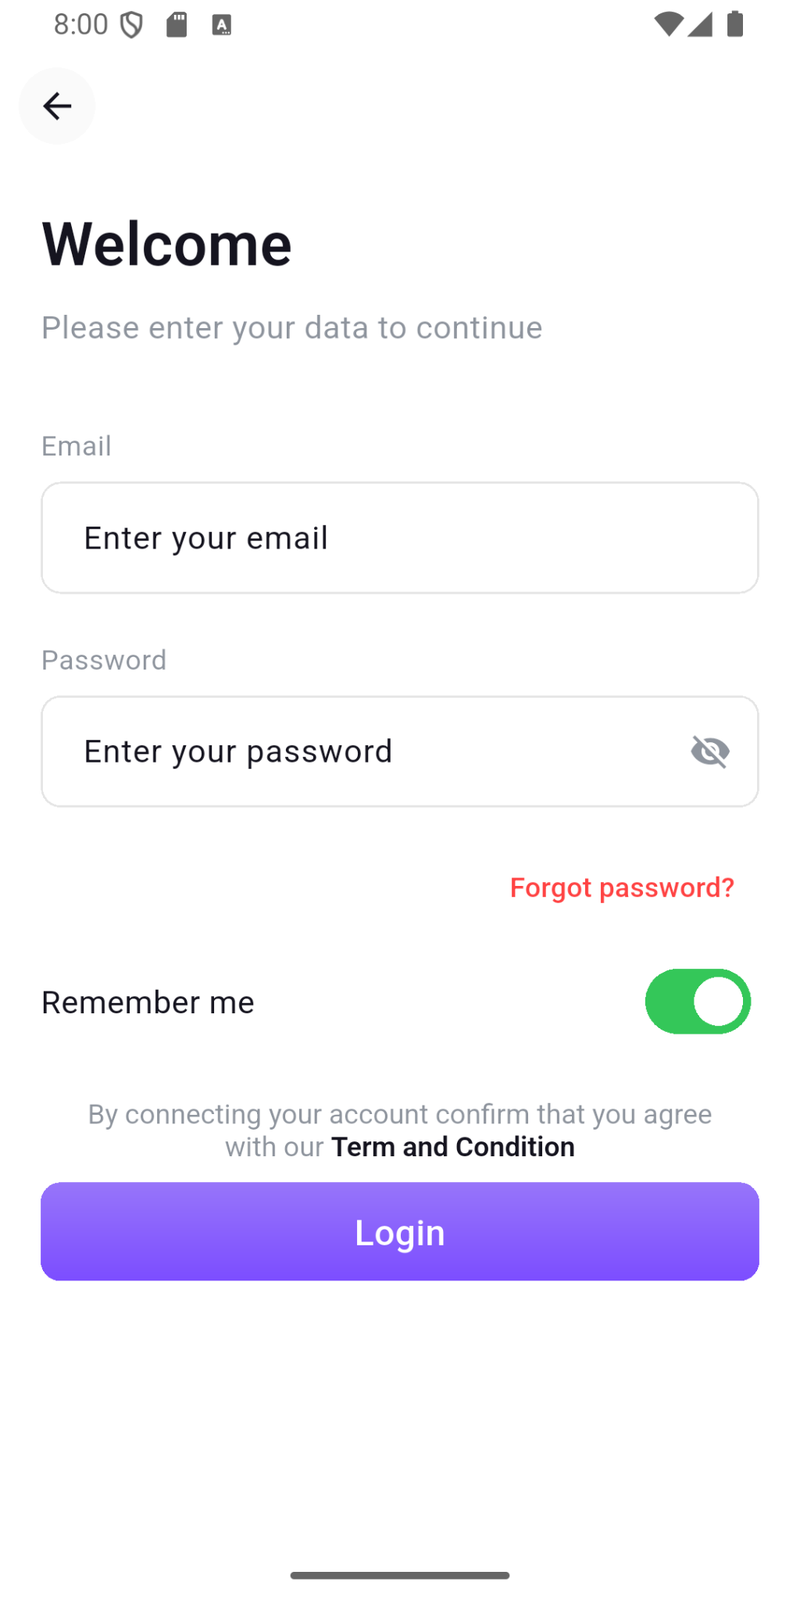 8:00
Welcome
Please enter your data to continue
Email
Enter your email
Password
Enter your password
Forgot password?
Remember me
By connecting your account confirm that you agree
with our Term and Condition
Login